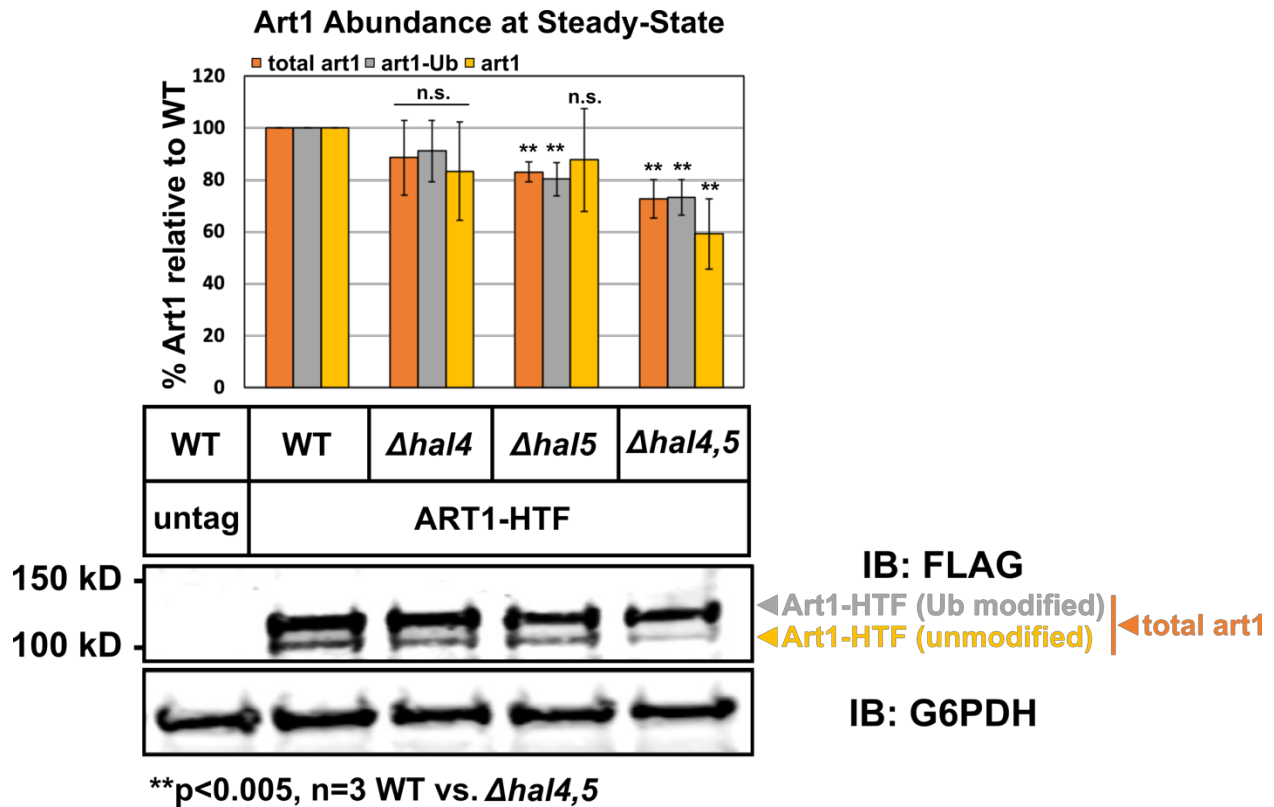 Art1 Abundance at Steady-State
total art1 art1-Ub art1
% Art1 relative to WT
120
100
80
60
40
20
0
n.s.
n.s.
** **
** ** **
WT WT Δhal4 Δhal5 Δhal4,5
untag ART1-HTF
150 kD
100 kD
IB: FLAG
Art1-HTF (Ub modified)
Art1-HTF (unmodified)
total art1
IB: G6PDH
**p<0.005, n=3 WT vs. Δhal4,5